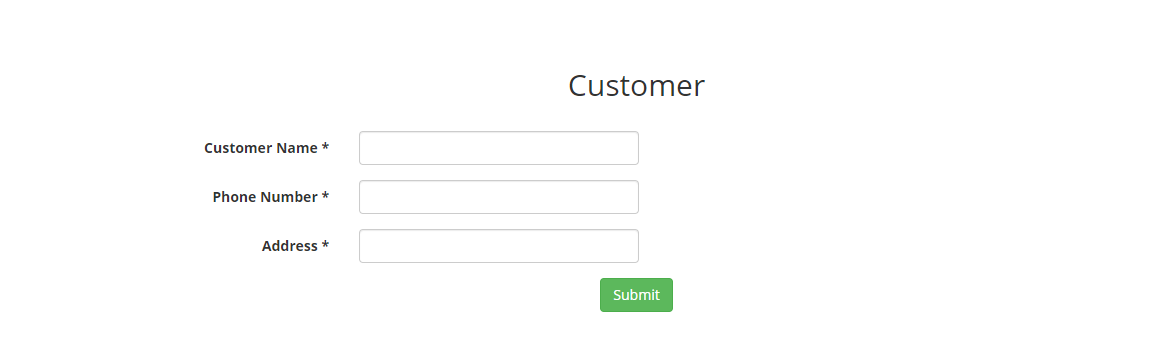 Customer
Customer Name *
Phone Number *
Address *
Submit